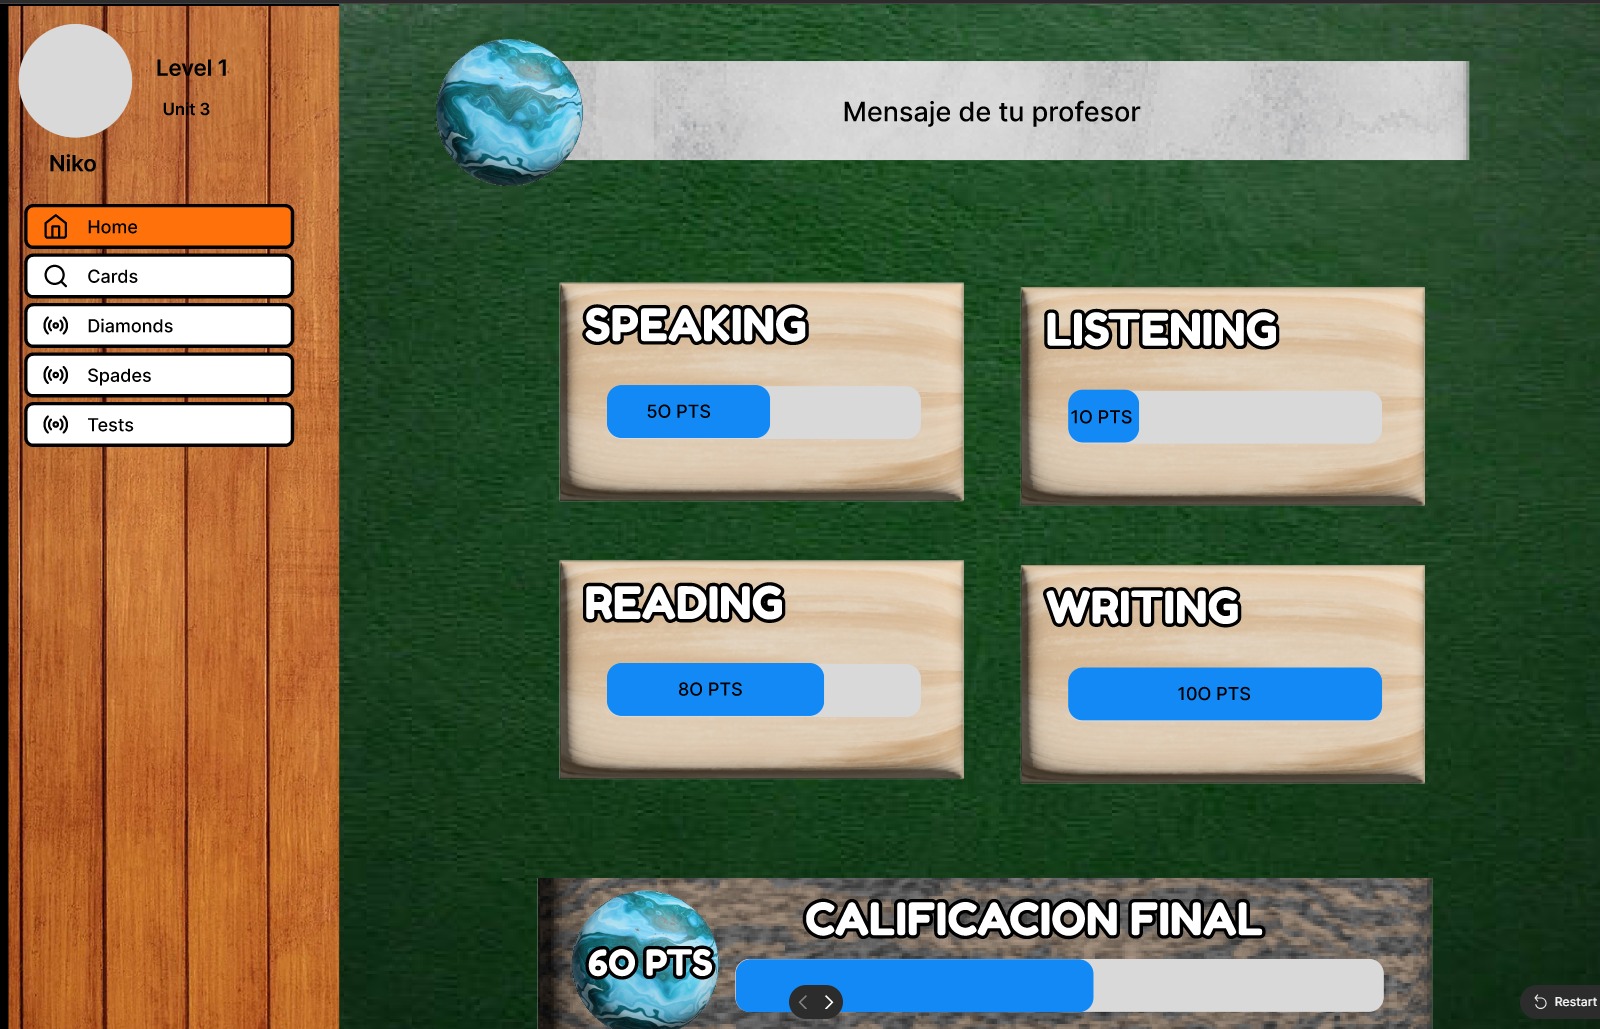 Level 1
Unit 3
Niko
Home
Cards
Diamonds
Spades
Tests
Mensaje de tu profesor
SPEAKING
50 PTS
LISTENING
10 PTS
READING
80 PTS
WRITING
100 PTS
CALIFICACION FINAL
60 PTS
Restart